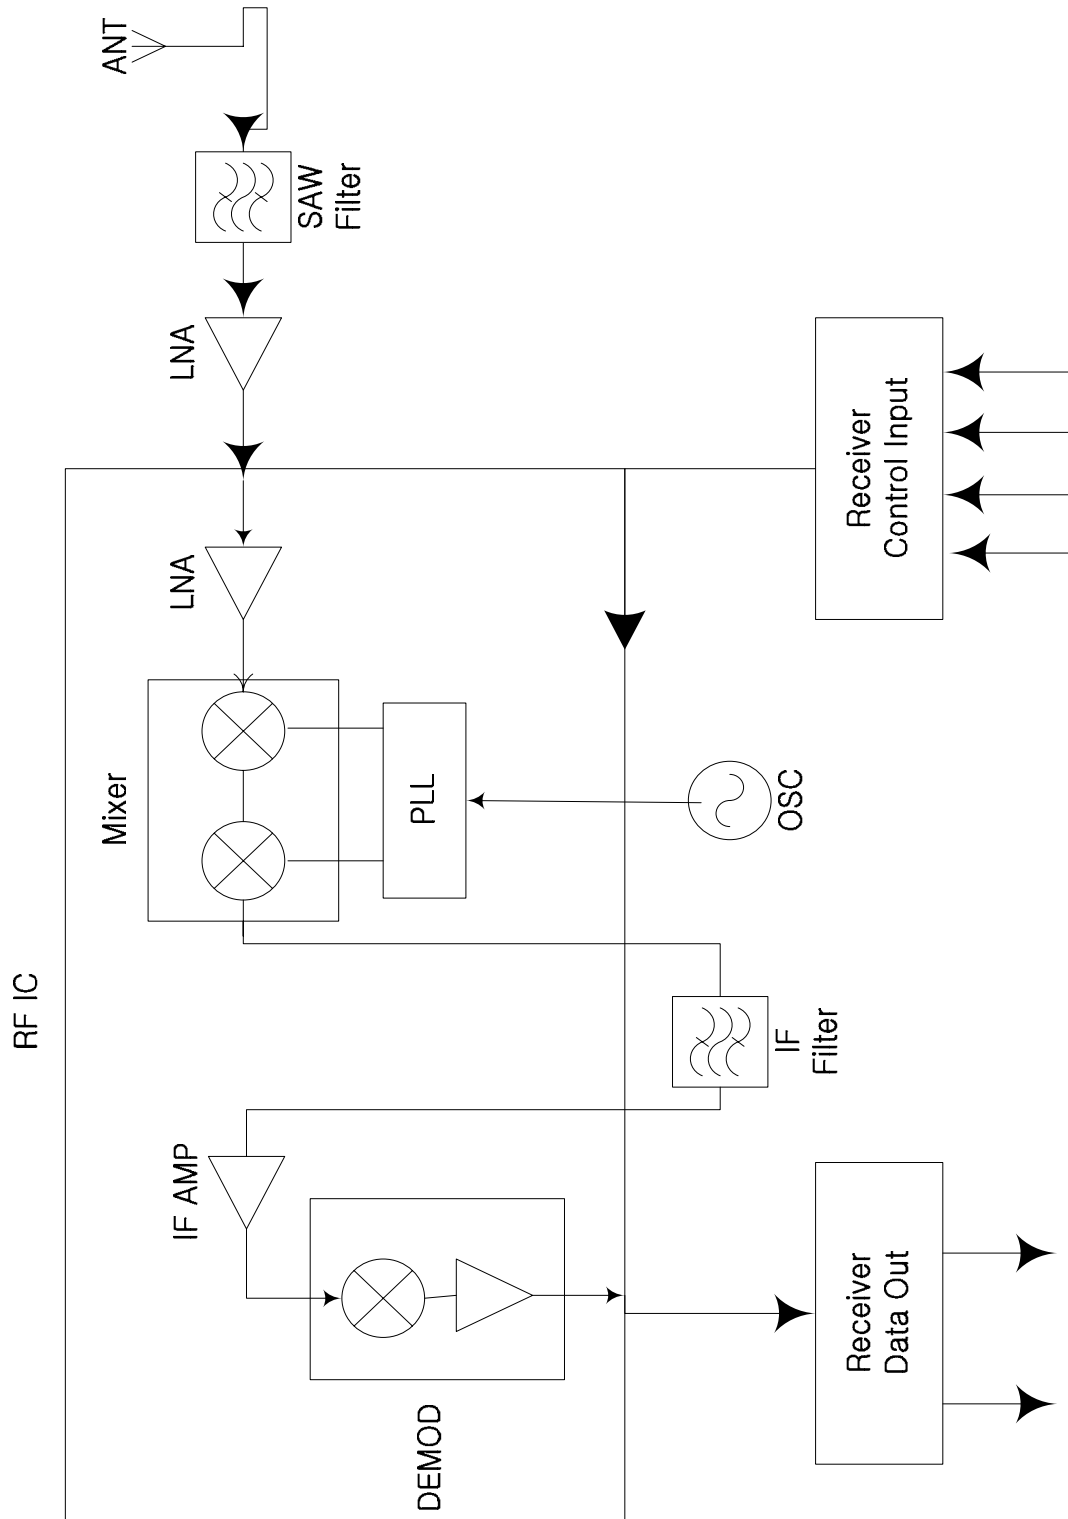 ANT
SAW
Filter
LNA
LNA
Mixer
PLL
OSC
RF IC
IF
Filter
IF AMP
DEMOD
Receiver
Control Input
Receiver
Data Out